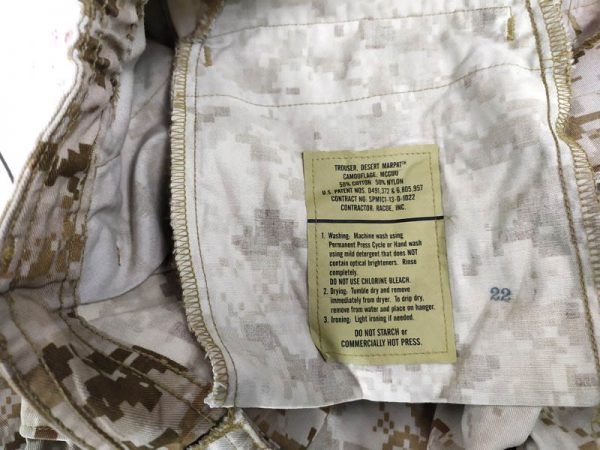 TROUSER, DESERT MARPAT™
CAMOUFLAGE, MCCUU
50% COTTON 50% NYLON
U.S. PATENT NOS. D491,372 & 6,805,957
CONTRACT NO. SPM1C1-13-D-1022
CONTRACTOR, RACOE, INC.
1. Washing: Machine wash using
Permanent Press Cycle or Hand wash
using mild detergent that does NOT
contain optical brighteners. Rinse
completely.
DO NOT USE CHLORINE BLEACH.
2. Drying: Tumble dry and remove
immediately from dryer. To drip dry,
remove from water and place on hanger.
3. Ironing: Light ironing if needed.
DO NOT STARCH or
COMMERCIALLY HOT PRESS.
22